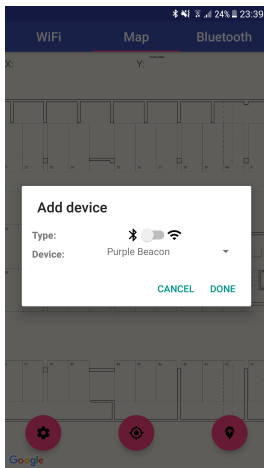 24% 23:39
WiFi Map Bluetooth
X: Y:
Add device
Type:
Device: Purple Beacon
CANCEL DONE
Google